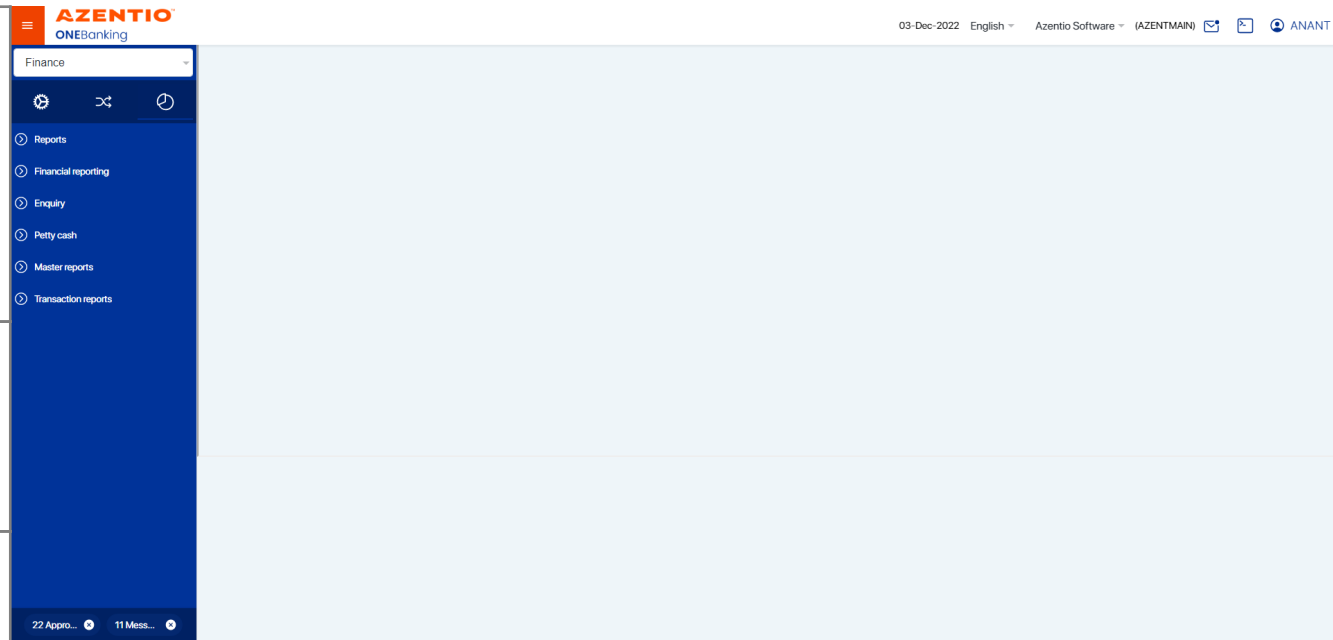 AZENTIO™
ONEBanking
03-Dec-2022 English Azentio Software (AZENTMAIN) ANANT
Finance
Reports
Financial reporting
Enquiry
Petty cash
Master reports
Transaction reports
22 Appro... 11 Mess...